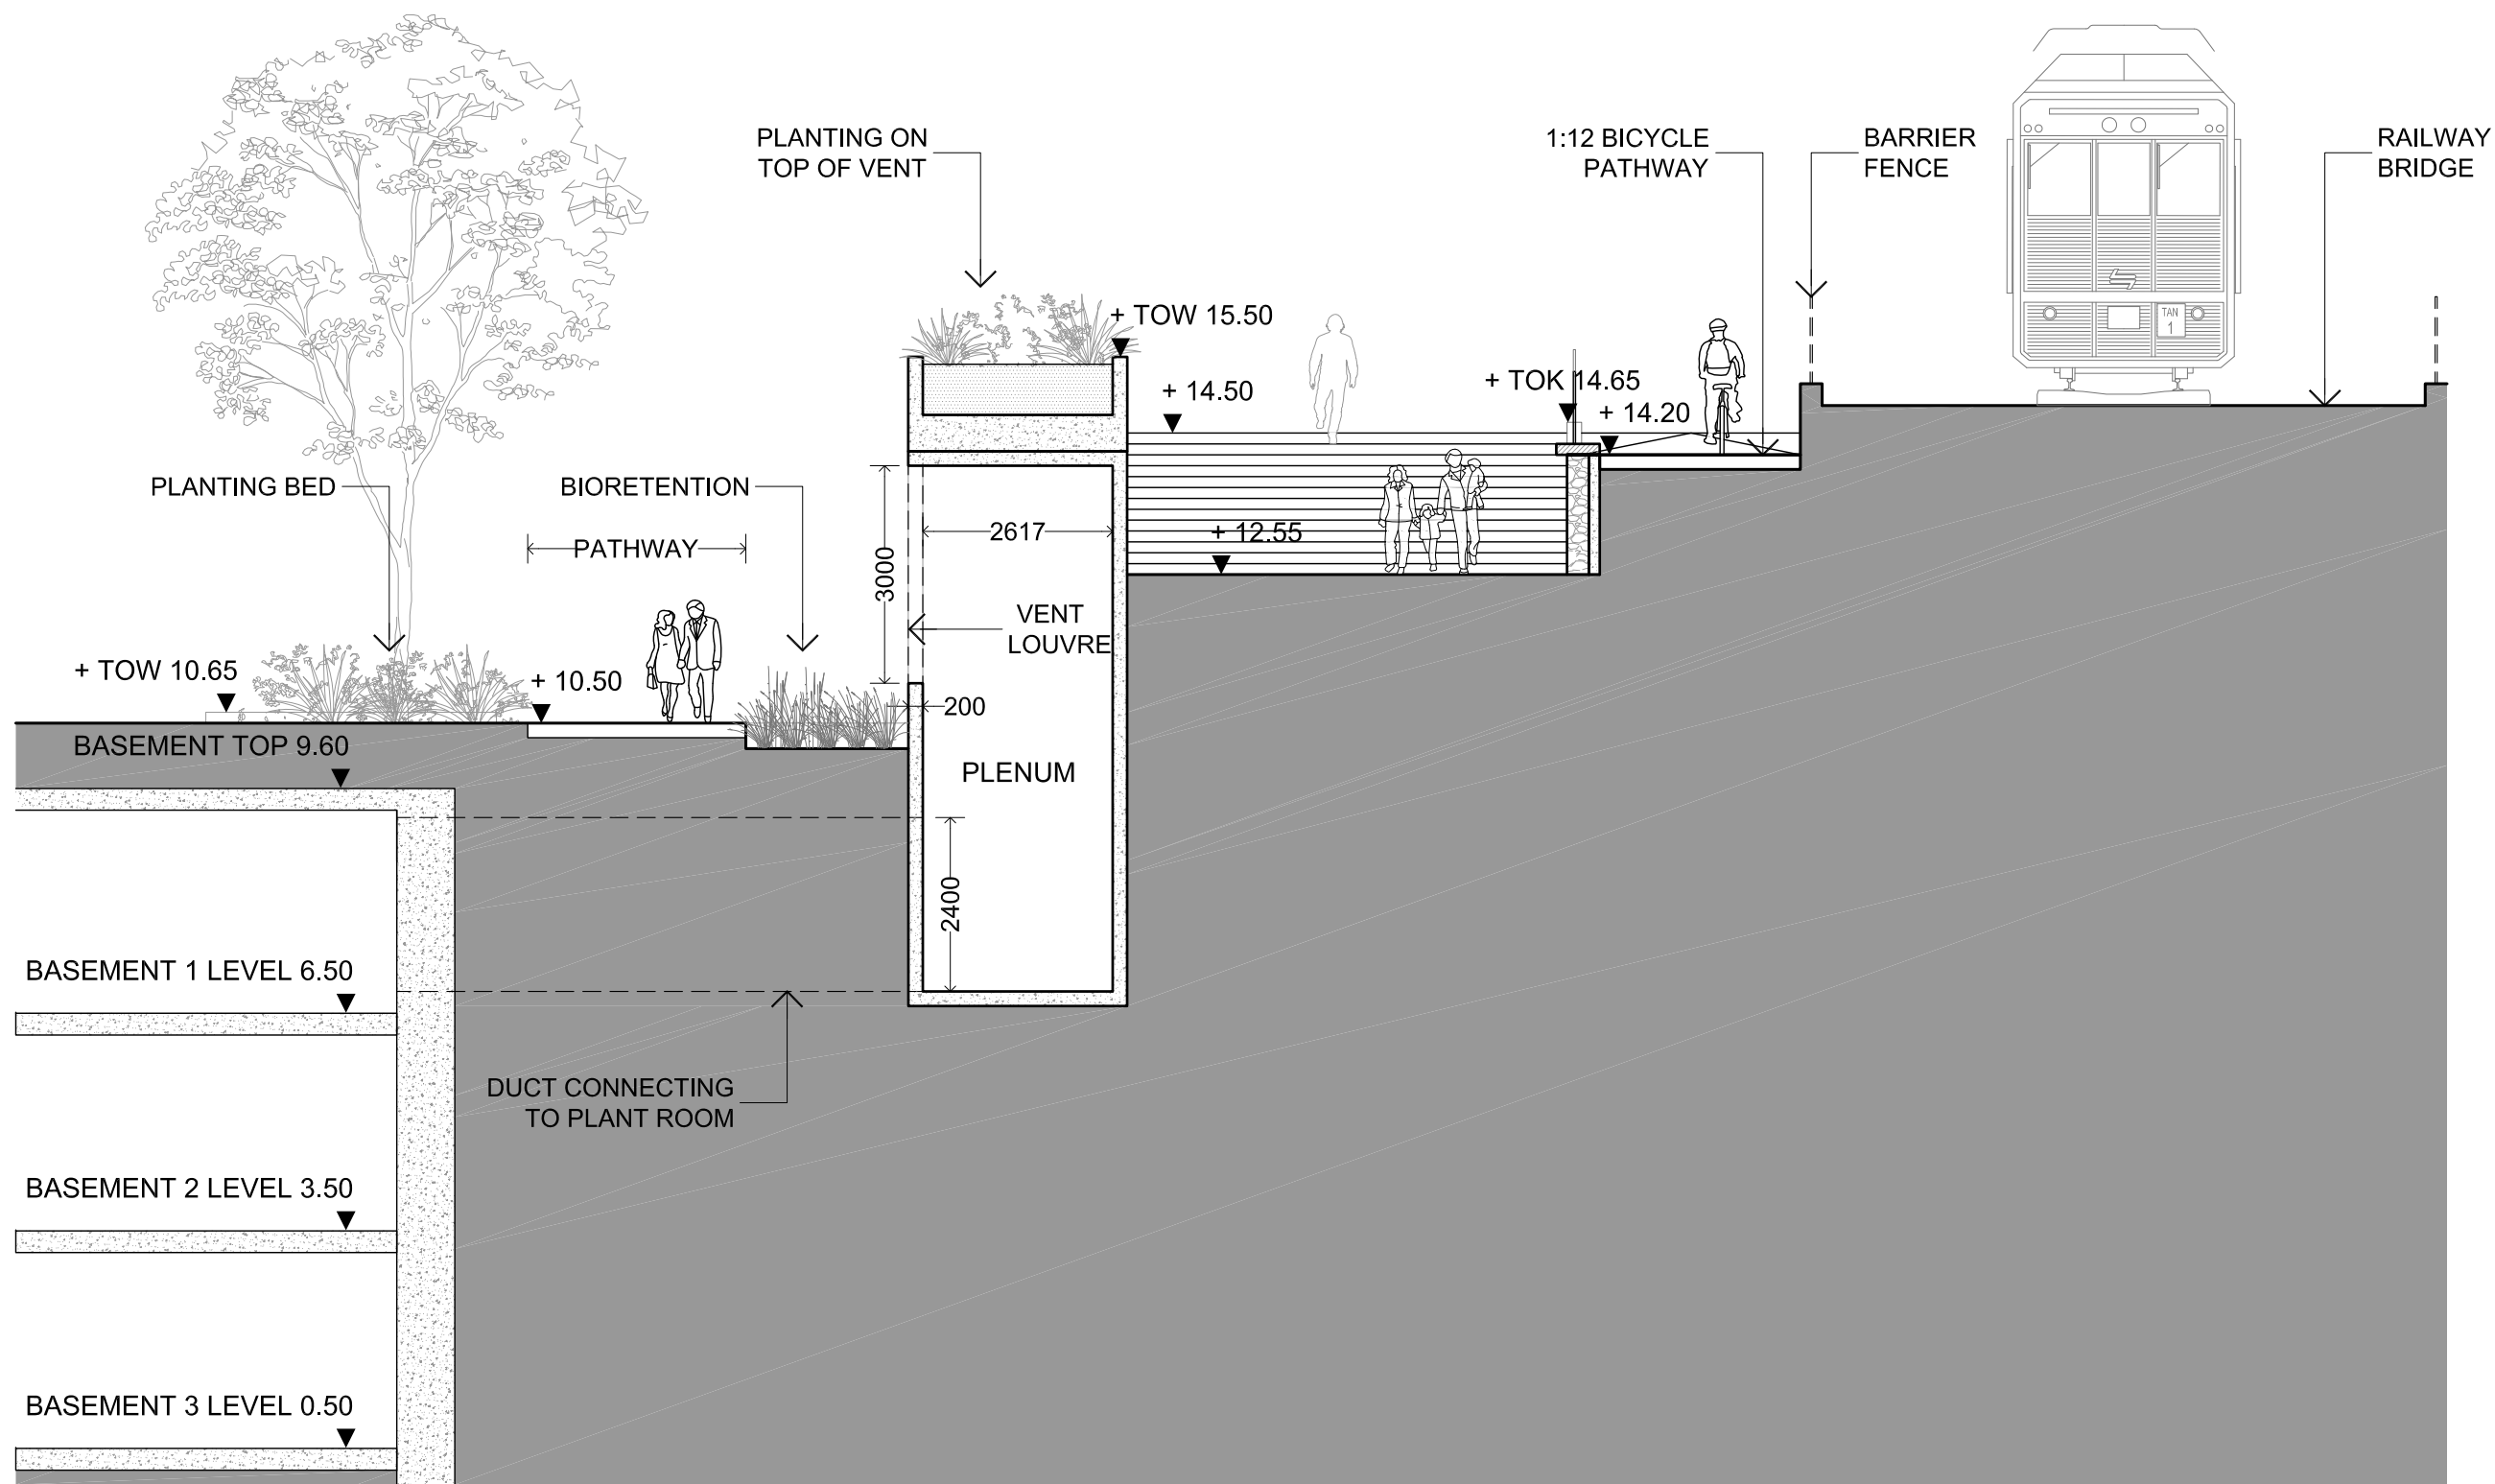 PLANTING ON
TOP OF VENT
1:12 BICYCLE
PATHWAY
BARRIER
FENCE
RAILWAY
BRIDGE
+ TOW 15.50
TAN
1
+ 14.50
+ TOK 14.65
+ 14.20
PLANTING BED
BIORETENTION
PATHWAY
2617
+ 12.55
3000
VENT
LOUVRE
+ TOW 10.65
+ 10.50
200
BASEMENT TOP 9.60
PLENUM
2400
BASEMENT 1 LEVEL 6.50
DUCT CONNECTING
TO PLANT ROOM
BASEMENT 2 LEVEL 3.50
BASEMENT 3 LEVEL 0.50